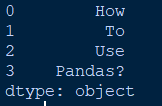 0         How
1          To
2         Use
3     Pandas?
dtype: object